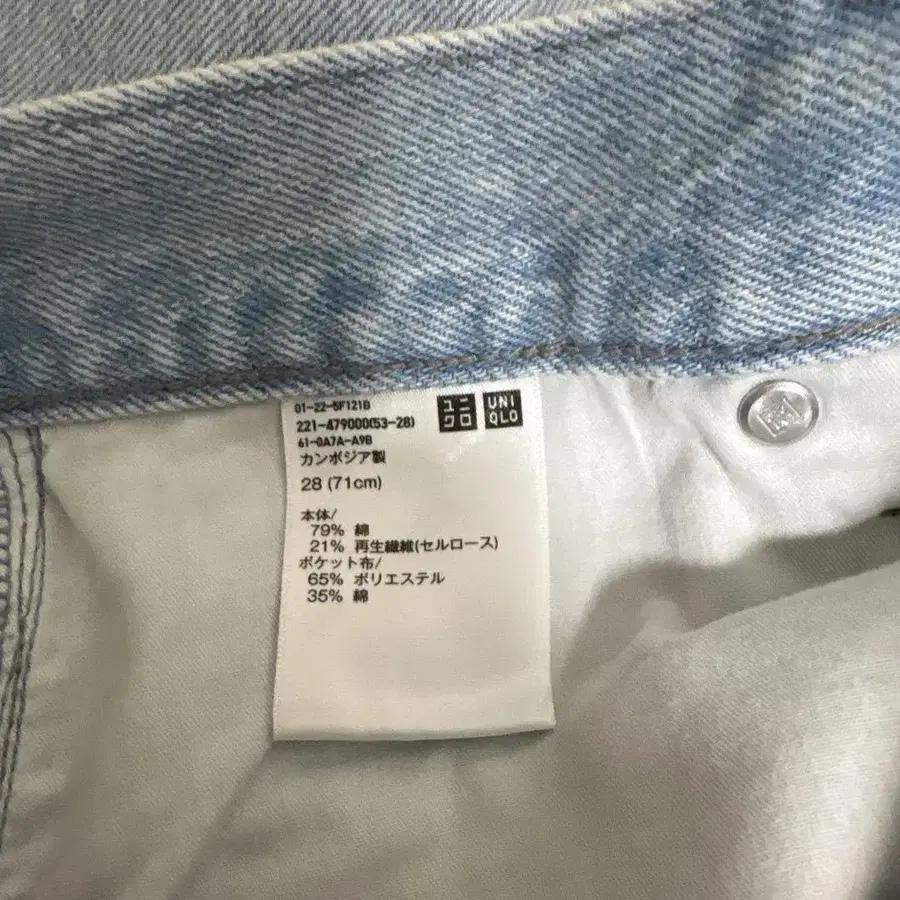 01-22-5F121B
221-479000(53-28)
61-0A7A-A9B
ユニクロ
UNIQLO
カンボジア製
28 (71cm)
本体/
79% 綿
21% 再生繊維(セルロース)
ポケット布/
65% ポリエステル
35% 綿